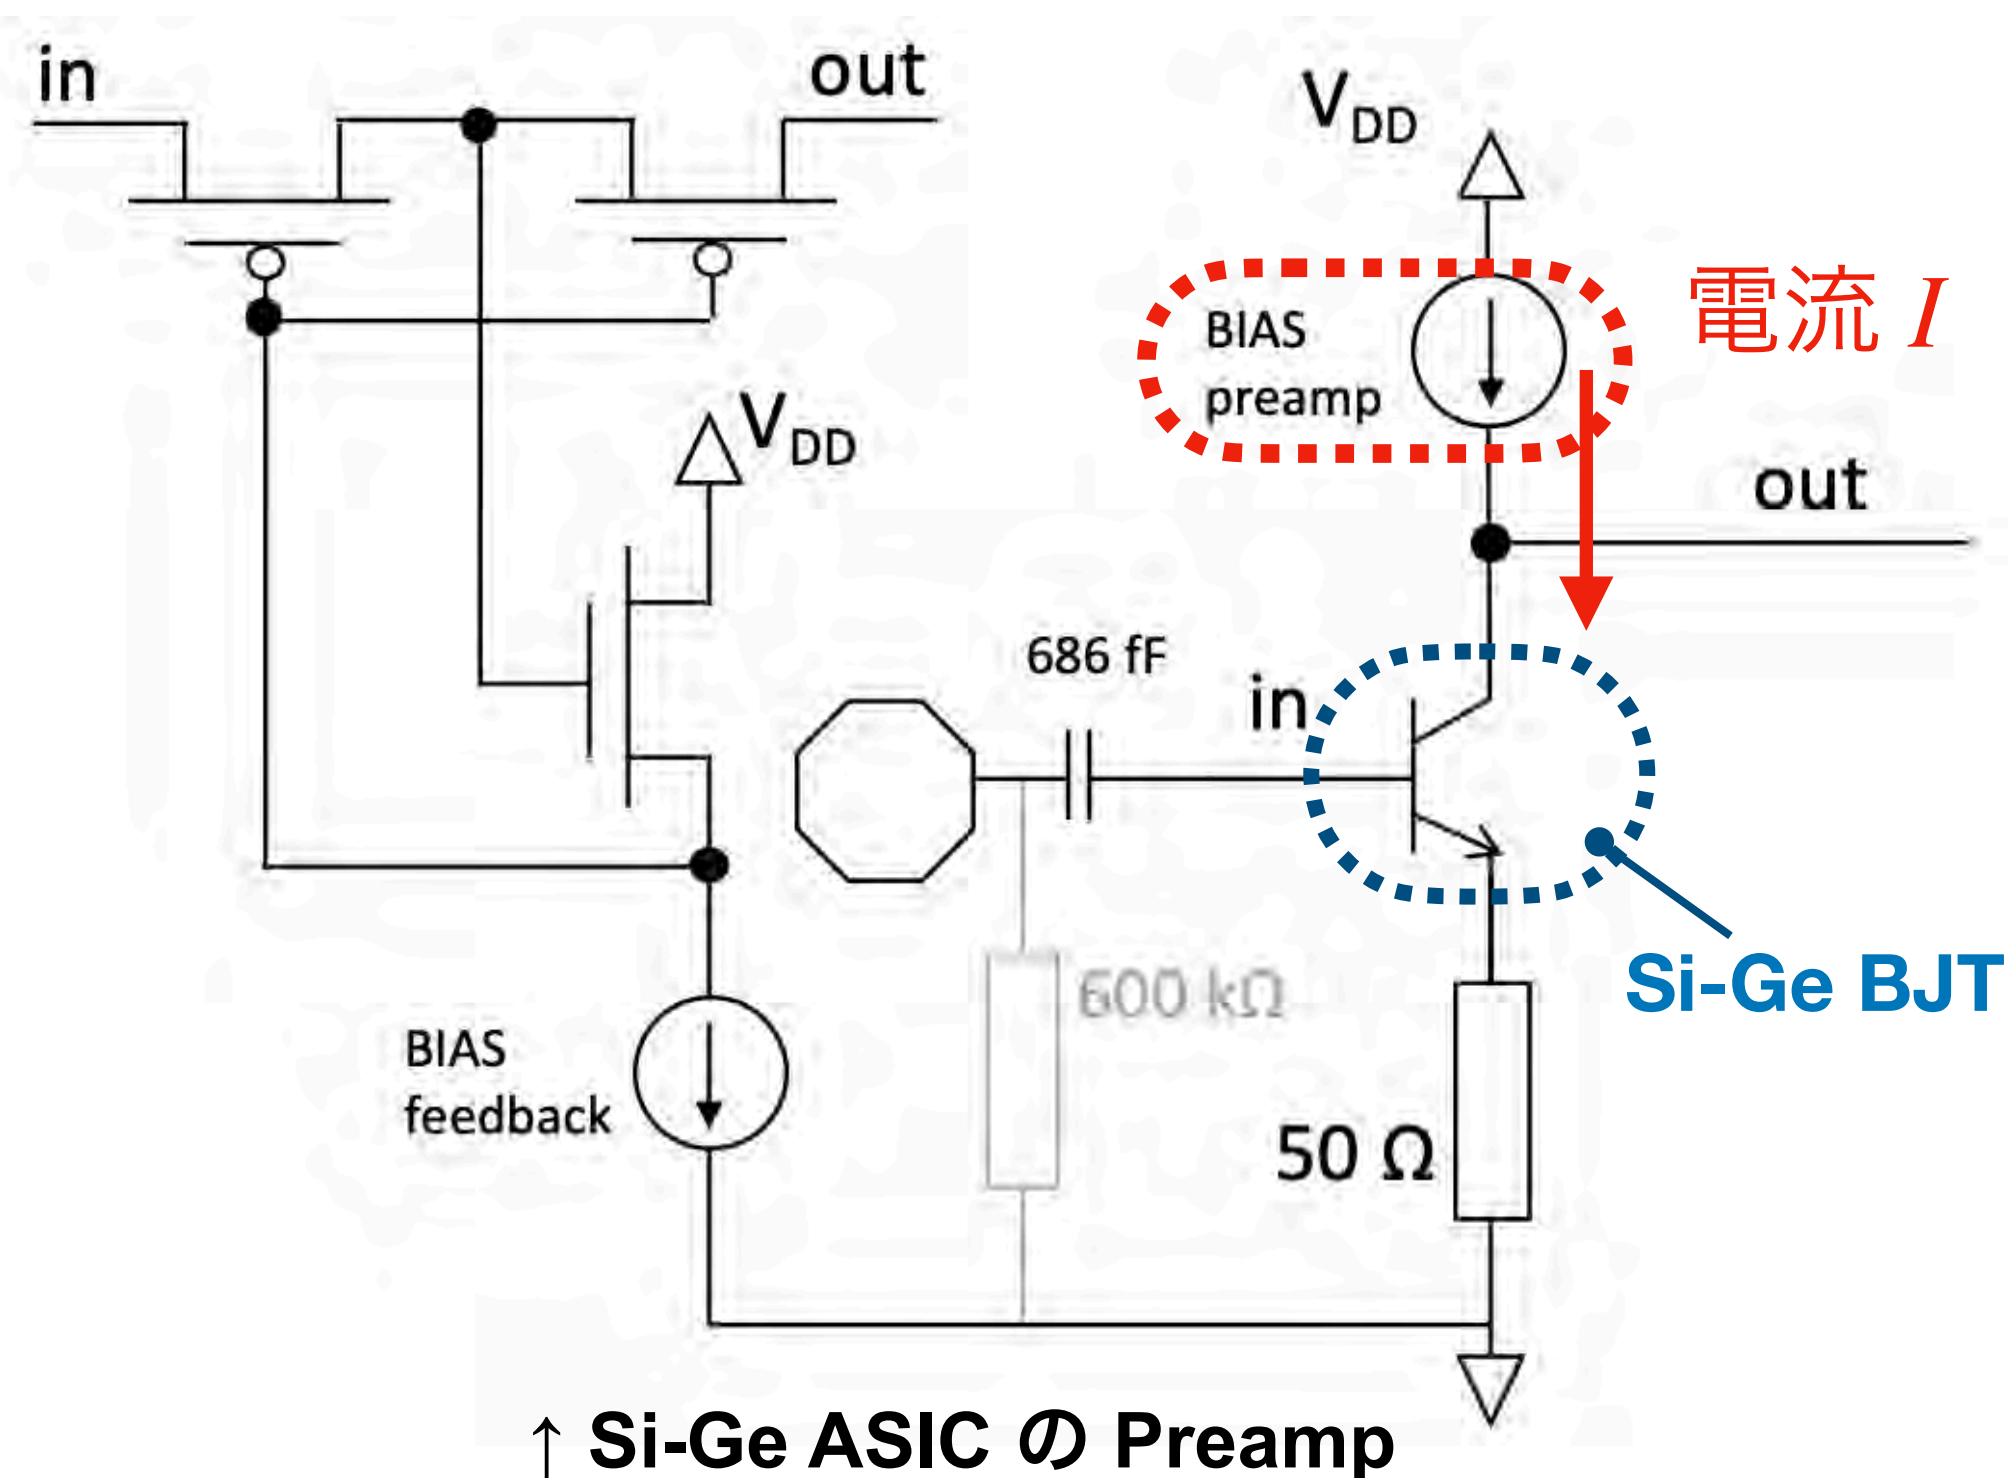 in
out
V_DD
BIAS
preamp
電流 I
V_DD
out
686 fF
in
Si-Ge BJT
600 kΩ
BIAS
feedback
50 Ω
↑ Si-Ge ASIC の Preamp